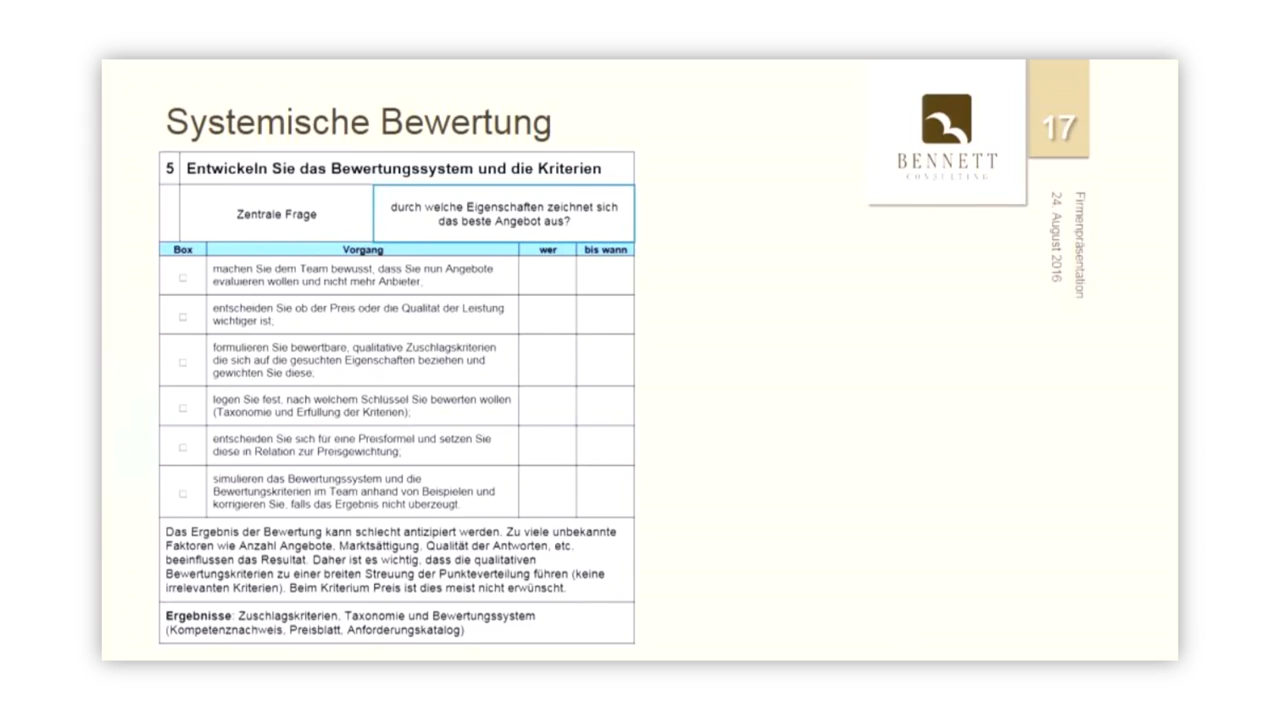 Systemische Bewertung
5 Entwickeln Sie das Bewertungssystem und die Kriterien
Zentrale Frage
durch welche Eigenschaften zeichnet sich
das beste Angebot aus?
Box Vorgang wer bis wann
machen Sie dem Team bewusst, dass Sie nun Angebote
evaluieren wollen und nicht mehr Anbieter;
entscheiden Sie ob der Preis oder die Qualität der Leistung
wichtiger ist;
formulieren Sie bewertbare, qualitative Zuschlagskriterien
die sich auf die gesuchten Eigenschaften beziehen und
gewichten Sie diese;
legen Sie fest, nach welchem Schlüssel Sie bewerten wollen
(Taxonomie und Erfüllung der Kriterien);
entscheiden Sie sich für eine Preisformel und setzen Sie
diese in Relation zur Preisgewichtung;
simulieren das Bewertungssystem und die
Bewertungskriterien im Team anhand von Beispielen und
korrigieren Sie, falls das Ergebnis nicht überzeugt.
Das Ergebnis der Bewertung kann schlecht antizipiert werden. Zu viele unbekannte
Faktoren wie Anzahl Angebote, Marktsättigung, Qualität der Antworten, etc.
beeinflussen das Resultat. Daher ist es wichtig, dass die qualitativen
Bewertungskriterien zu einer breiten Streuung der Punkteverteilung führen (keine
irrelevanten Kriterien). Beim Kriterium Preis ist dies meist nicht erwünscht.
Ergebnisse: Zuschlagskriterien, Taxonomie und Bewertungssystem
(Kompetenznachweis, Preisblatt, Anforderungskatalog)
BENNETT
CONSULTING
17
Firmenpräsentation
24. August 2016